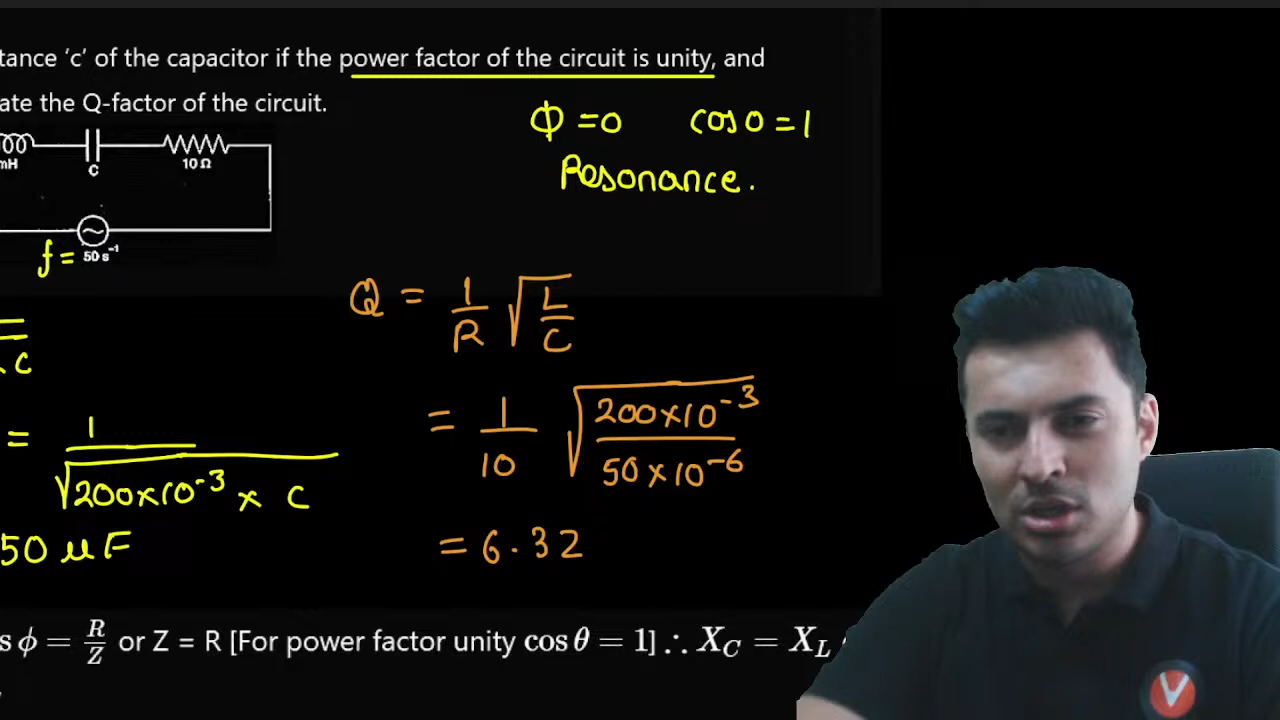 tance ‘c’ of the capacitor if the power factor of the circuit is unity, and
ate the Q-factor of the circuit.
mH
C
10 Ω
f = 50 s⁻¹
Φ = 0 cos 0 = 1
Resonance.
Q = 1/R √(L/C)
= 1/10 √(200×10⁻³/50×10⁻⁶)
= 6.32
C
= 1/√(200×10⁻³ × C)
50 μF
s ϕ = R/Z or Z = R [For power factor unity cos θ = 1] ∴ X_C = X_L
V